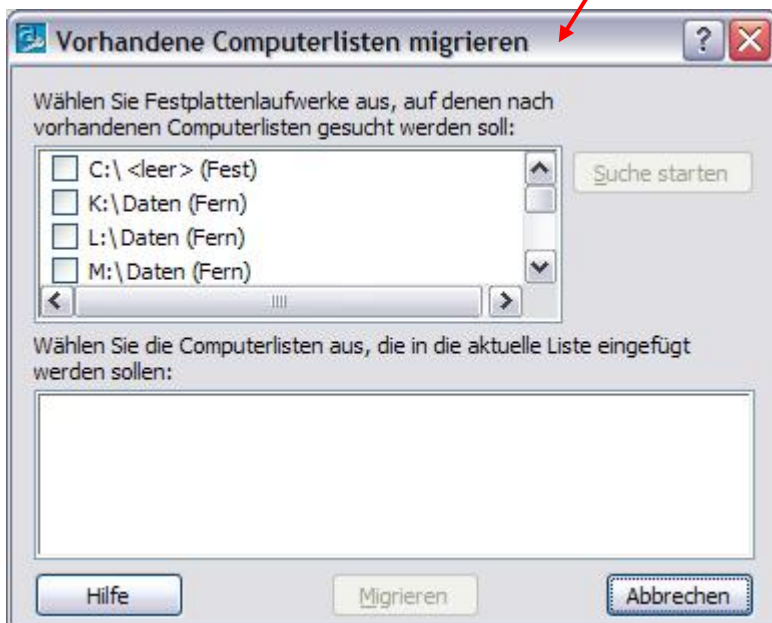 Vorhandene Computerlisten migrieren
Wählen Sie Festplattenlaufwerke aus, auf denen nach
vorhandenen Computerlisten gesucht werden soll:
C:\ <leer> (Fest)
K:\Daten (Fern)
L:\Daten (Fern)
M:\Daten (Fern)
Suche starten
Wählen Sie die Computerlisten aus, die in die aktuelle Liste eingefügt
werden sollen:
Hilfe
Migrieren
Abbrechen